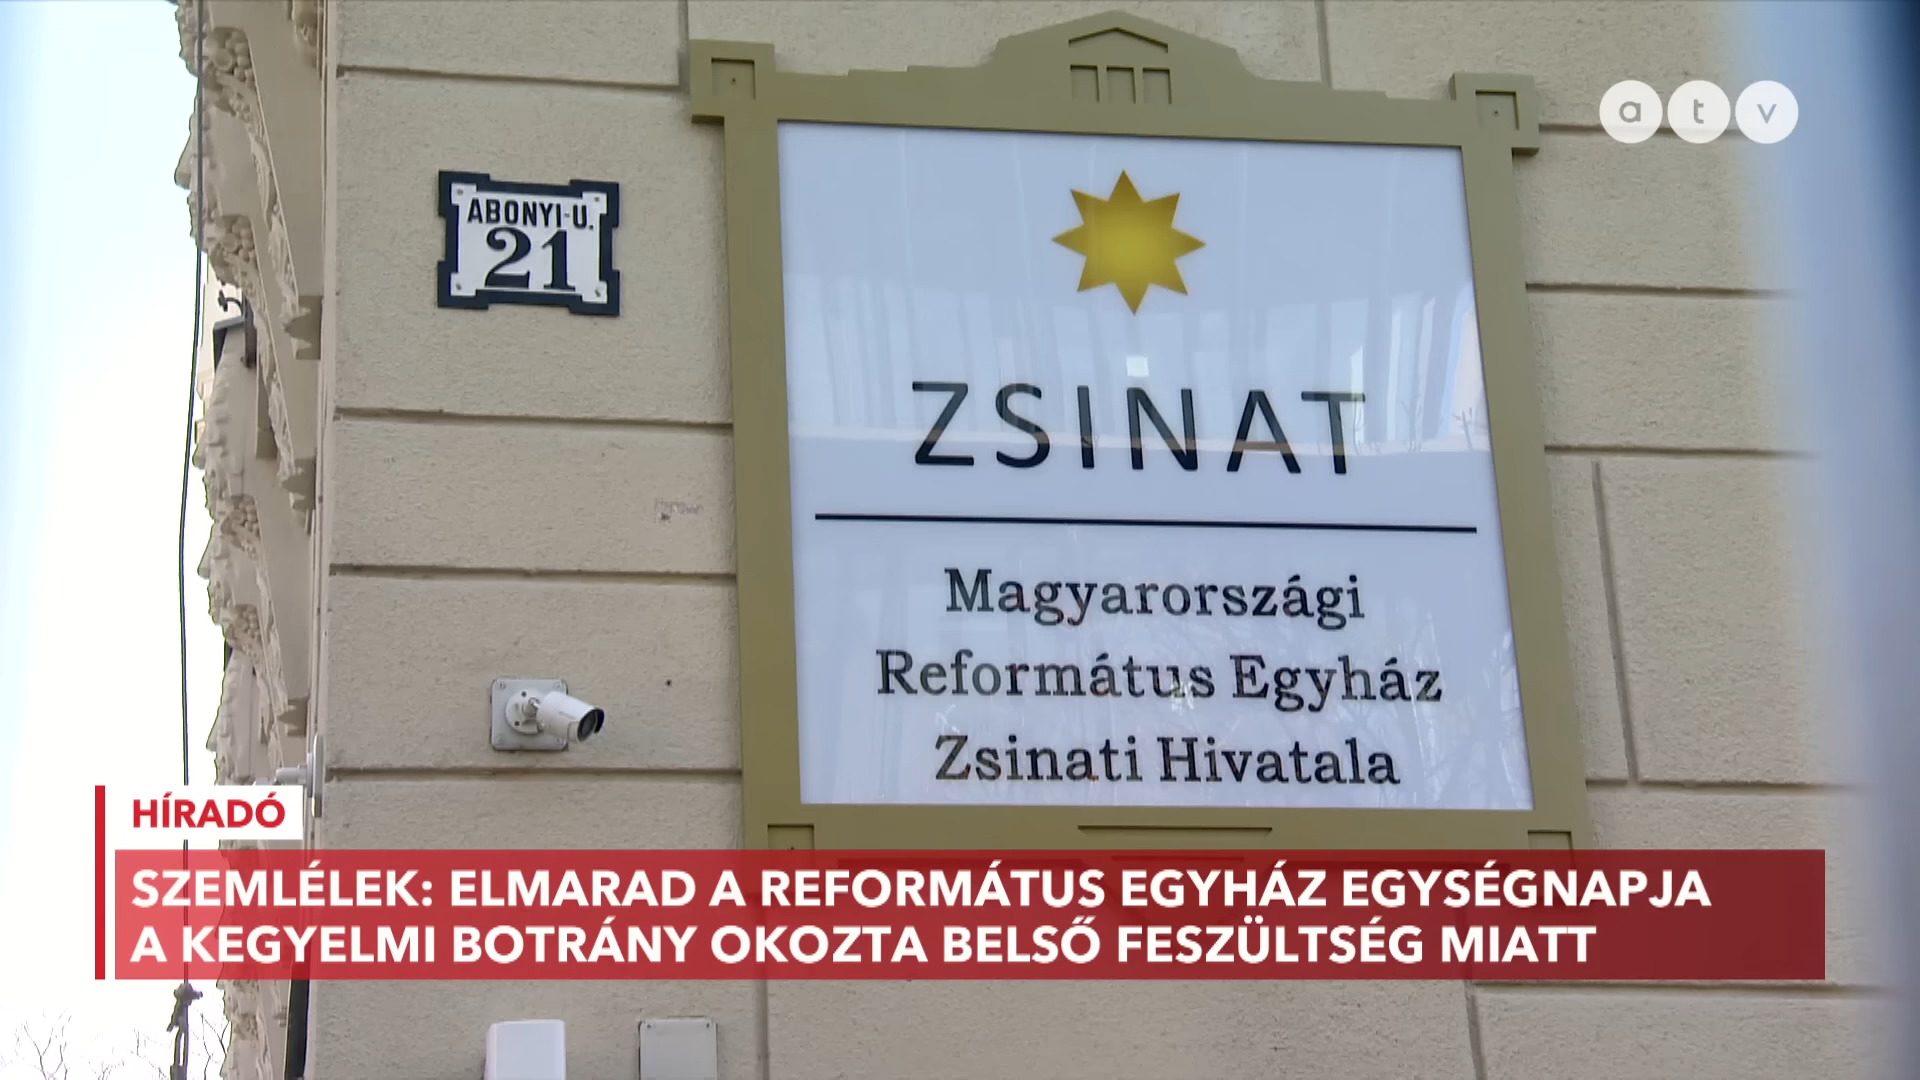 atv
ABONYI-U.
21
ZSINAT
Magyarországi
Református Egyház
Zsinati Hivatala
HÍRADÓ
SZEMLÉLEK: ELMARAD A REFORMÁTUS EGYHÁZ EGYSÉGNAPJA
A KEGYELMI BOTRÁNY OKOZTA BELSŐ FESZÜLTSÉG MIATT